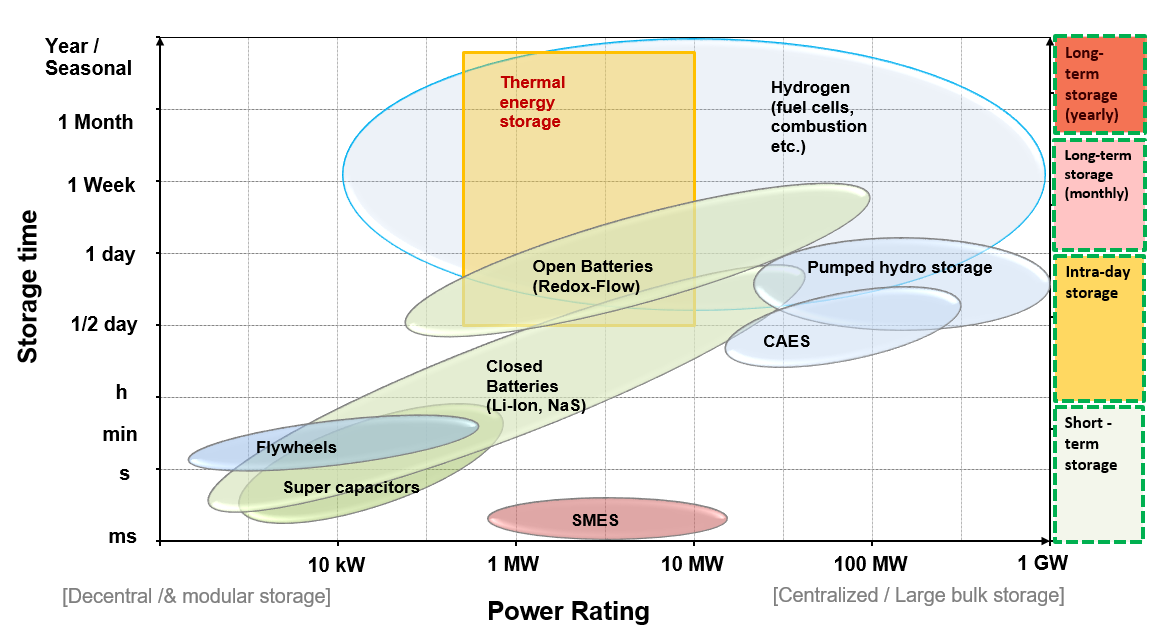 Year /
Seasonal
1 Month
1 Week
1 day
1/2 day
h
min
s
ms
Storage time
Thermal
energy
storage
Hydrogen
(fuel cells,
combustion
etc.)
Open Batteries
(Redox-Flow)
Pumped hydro storage
CAES
Closed
Batteries
(Li-Ion, NaS)
Flywheels
Super capacitors
SMES
Long-
term
storage
(yearly)
Long-term
storage
(monthly)
Intra-day
storage
Short -
term
storage
10 kW
1 MW
10 MW
100 MW
1 GW
[Decentral /& modular storage]
Power Rating
[Centralized / Large bulk storage]